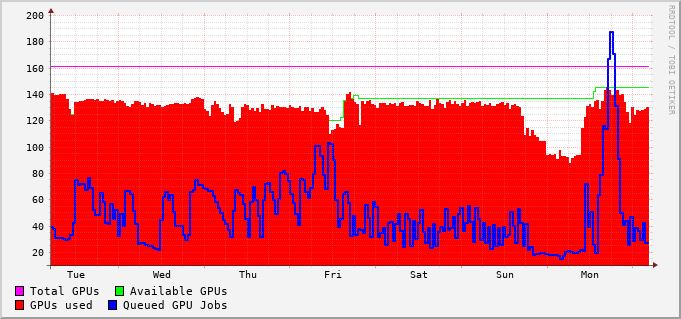 200
180
160
140
120
100
80
60
40
20
Tue Wed Thu Fri Sat Sun Mon
RRDTOOL / TOBI OETIKER
Total GPUs Available GPUs
GPUs used Queued GPU Jobs